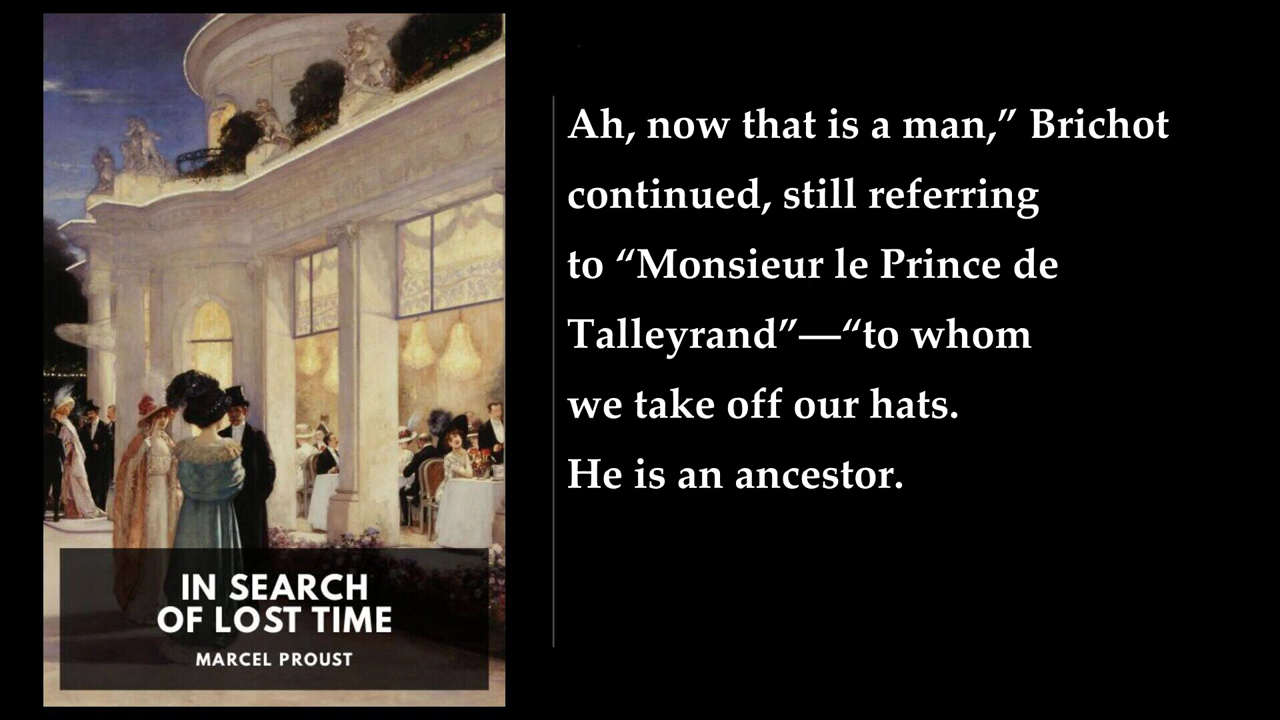 IN SEARCH
OF LOST TIME
MARCEL PROUST
Ah, now that is a man,” Brichot
continued, still referring
to “Monsieur le Prince de
Talleyrand”—“to whom
we take off our hats.
He is an ancestor.